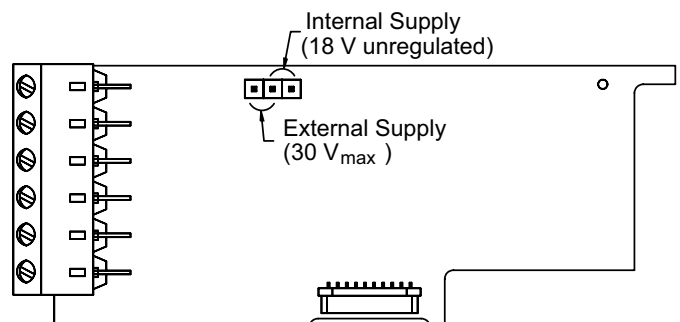 Internal Supply
(18 V unregulated)
External Supply
(30 Vmax )